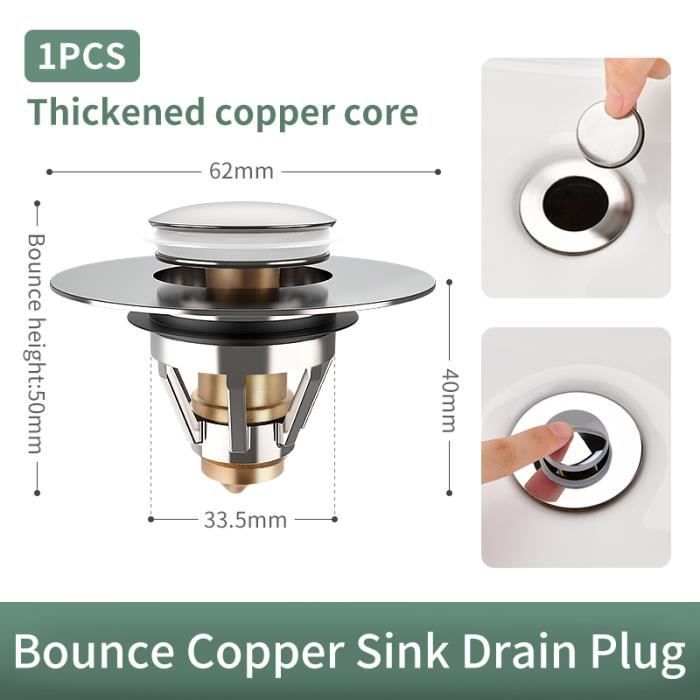 1PCS
Thickened copper core
62mm
Bounce height:50mm
40mm
33.5mm
Bounce Copper Sink Drain Plug